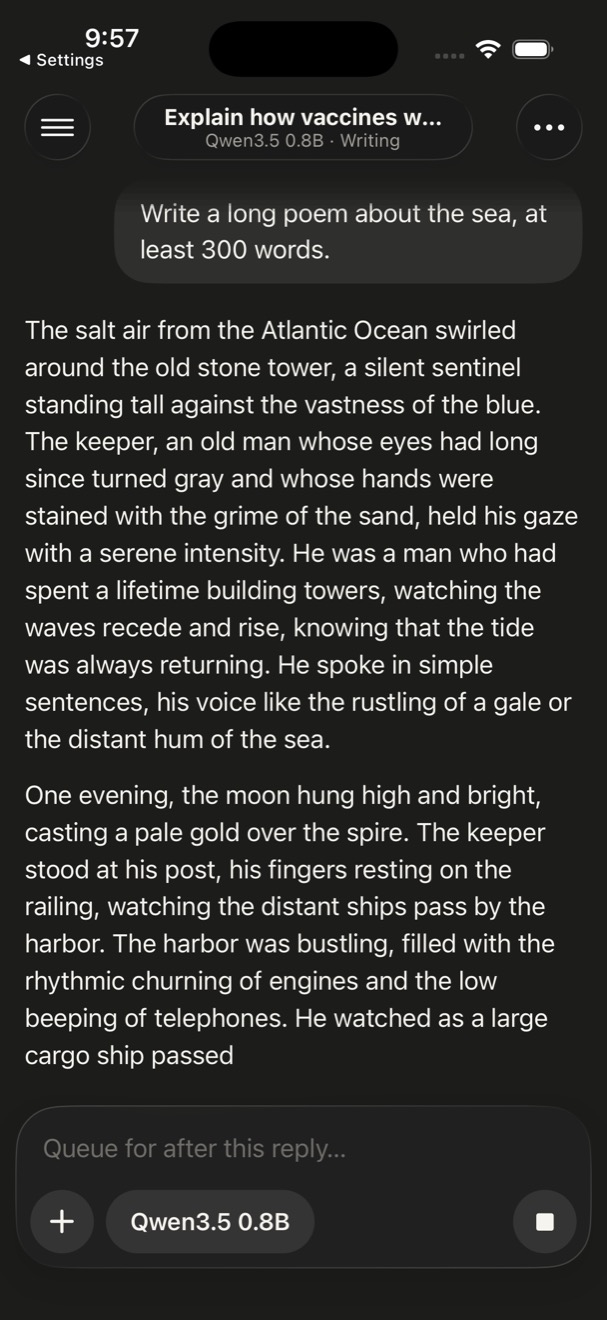 9:57
◀ Settings
Explain how vaccines w...
Qwen3.5 0.8B · Writing
Write a long poem about the sea, at
least 300 words.
The salt air from the Atlantic Ocean swirled
around the old stone tower, a silent sentinel
standing tall against the vastness of the blue.
The keeper, an old man whose eyes had long
since turned gray and whose hands were
stained with the grime of the sand, held his gaze
with a serene intensity. He was a man who had
spent a lifetime building towers, watching the
waves recede and rise, knowing that the tide
was always returning. He spoke in simple
sentences, his voice like the rustling of a gale or
the distant hum of the sea.
One evening, the moon hung high and bright,
casting a pale gold over the spire. The keeper
stood at his post, his fingers resting on the
railing, watching the distant ships pass by the
harbor. The harbor was bustling, filled with the
rhythmic churning of engines and the low
beeping of telephones. He watched as a large
cargo ship passed
Queue for after this reply...
Qwen3.5 0.8B